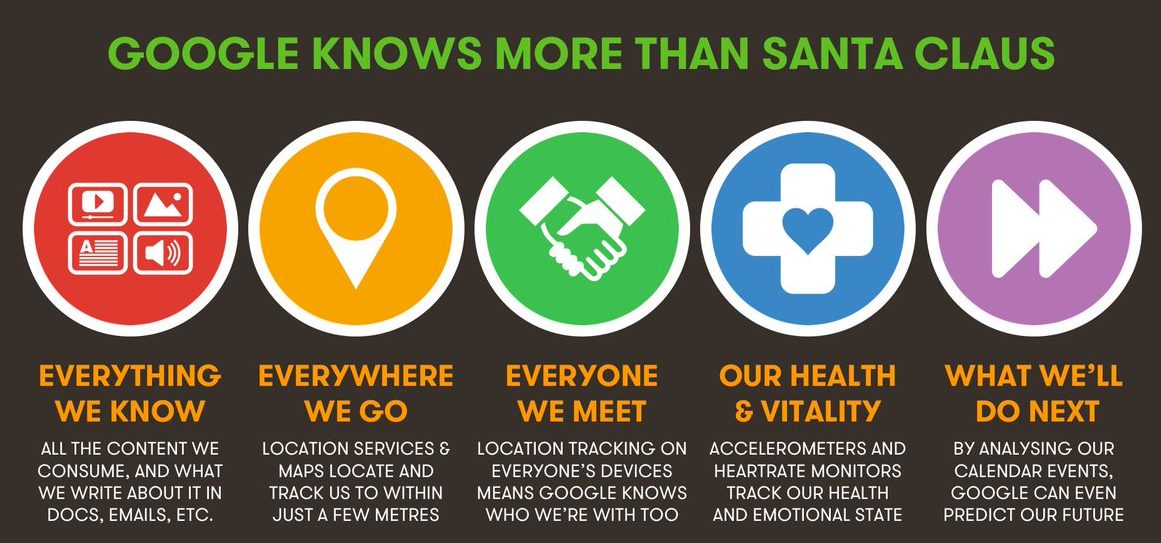 GOOGLE KNOWS MORE THAN SANTA CLAUS
A
EVERYTHING
WE KNOW
ALL THE CONTENT WE
CONSUME, AND WHAT
WE WRITE ABOUT IT IN
DOCS, EMAILS, ETC.
EVERYWHERE
WE GO
LOCATION SERVICES &
MAPS LOCATE AND
TRACK US TO WITHIN
JUST A FEW METRES
EVERYONE
WE MEET
LOCATION TRACKING ON
EVERYONE'S DEVICES
MEANS GOOGLE KNOWS
WHO WE'RE WITH TOO
OUR HEALTH
& VITALITY
ACCELEROMETERS AND
HEARTRATE MONITORS
TRACK OUR HEALTH
AND EMOTIONAL STATE
WHAT WE'LL
DO NEXT
BY ANALYSING OUR
CALENDAR EVENTS,
GOOGLE CAN EVEN
PREDICT OUR FUTURE